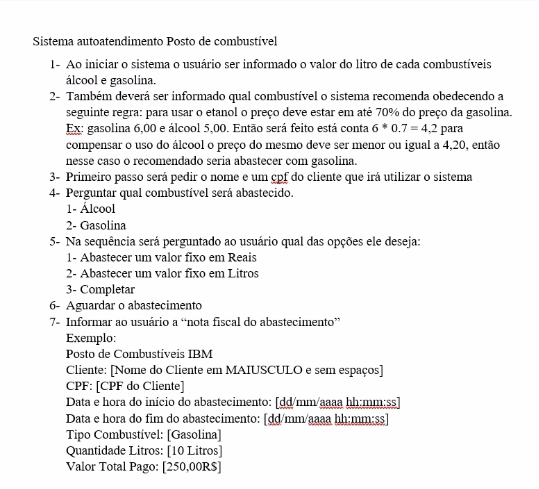 Sistema autoatendimento Posto de combustível
1- Ao iniciar o sistema o usuário ser informado o valor do litro de cada combustíveis
álcool e gasolina.
2- Também deverá ser informado qual combustível o sistema recomenda obedecendo a
seguinte regra: para usar o etanol o preço deve estar em até 70% do preço da gasolina.
Ex: gasolina 6,00 e álcool 5,00. Então será feito está conta 6 * 0.7 = 4,2 para
compensar o uso do álcool o preço do mesmo deve ser menor ou igual a 4,20, então
nesse caso o recomendado seria abastecer com gasolina.
3- Primeiro passo será pedir o nome e um cpf do cliente que irá utilizar o sistema
4- Perguntar qual combustível será abastecido.
1- Álcool
2- Gasolina
5- Na sequência será perguntado ao usuário qual das opções ele deseja:
1- Abastecer um valor fixo em Reais
2- Abastecer um valor fixo em Litros
3- Completar
6- Aguardar o abastecimento
7- Informar ao usuário a “nota fiscal do abastecimento”
Exemplo:
Posto de Combustíveis IBM
Cliente: [Nome do Cliente em MAIUSCULO e sem espaços]
CPF: [CPF do Cliente]
Data e hora do início do abastecimento: [dd/mm/aaaa hh:mm:ss]
Data e hora do fim do abastecimento: [dd/mm/aaaa hh:mm:ss]
Tipo Combustível: [Gasolina]
Quantidade Litros: [10 Litros]
Valor Total Pago: [250,00R$]